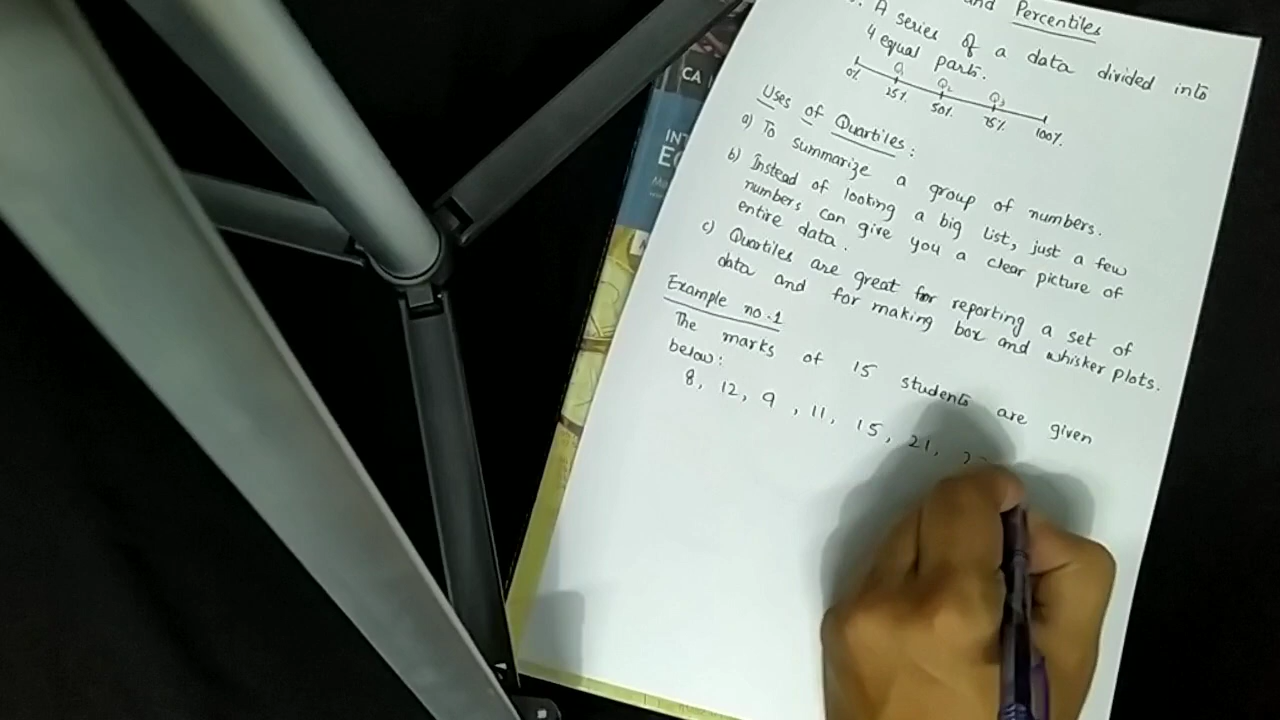 and Percentiles
A series of a data divided into
4 equal parts.
Q1 Q2 Q3
0% 25% 50% 75% 100%
Uses of Quartiles:
a) To summarize a group of numbers.
b) Instead of looting a big list, just a few
numbers can give you a clear picture of
entire data.
c) Quartiles are great for reporting a set of
data and for making box and whisker plots.
Example no.1
The marks of 15 students are given
below:
8, 12, 9, 11, 15, 21,
CA
INT